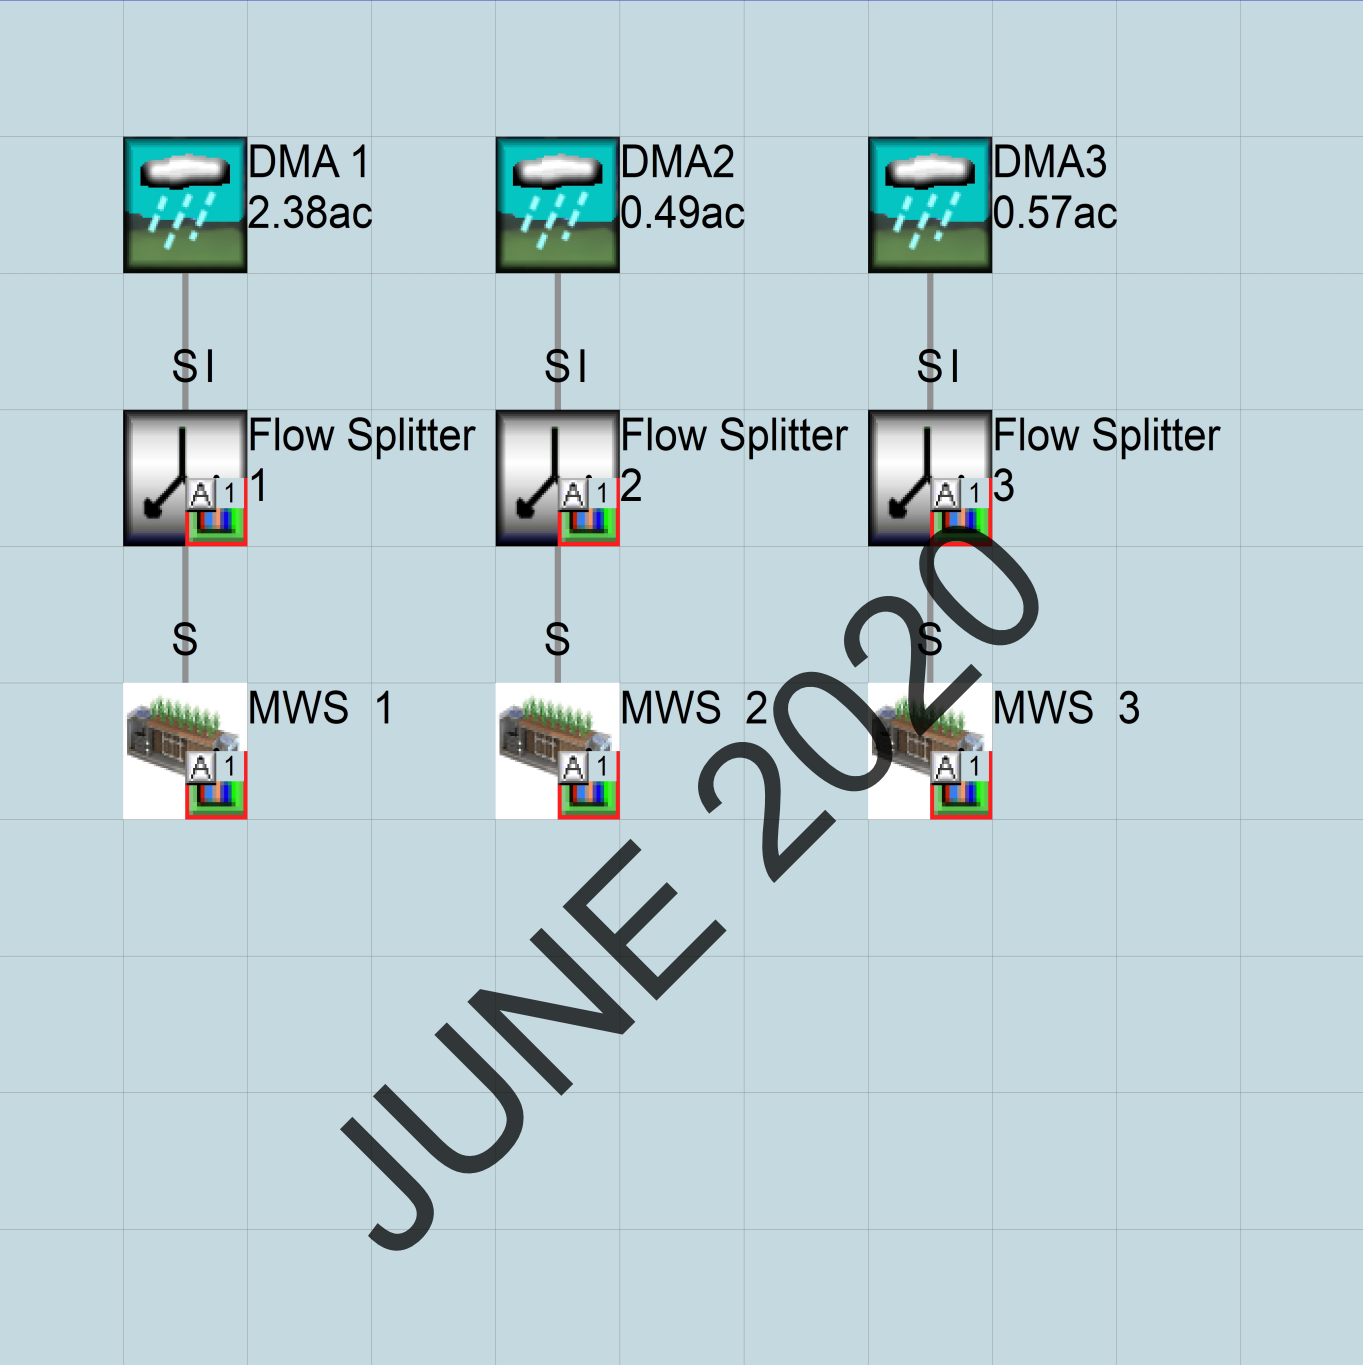 DMA 1
2.38ac
DMA2
0.49ac
DMA3
0.57ac
S I
S I
S I
Flow Splitter
1
Flow Splitter
2
Flow Splitter
3
A 1
A 1
A 1
S
S
S
MWS 1
MWS 2
MWS 3
A 1
A 1
A 1
JUNE 2020